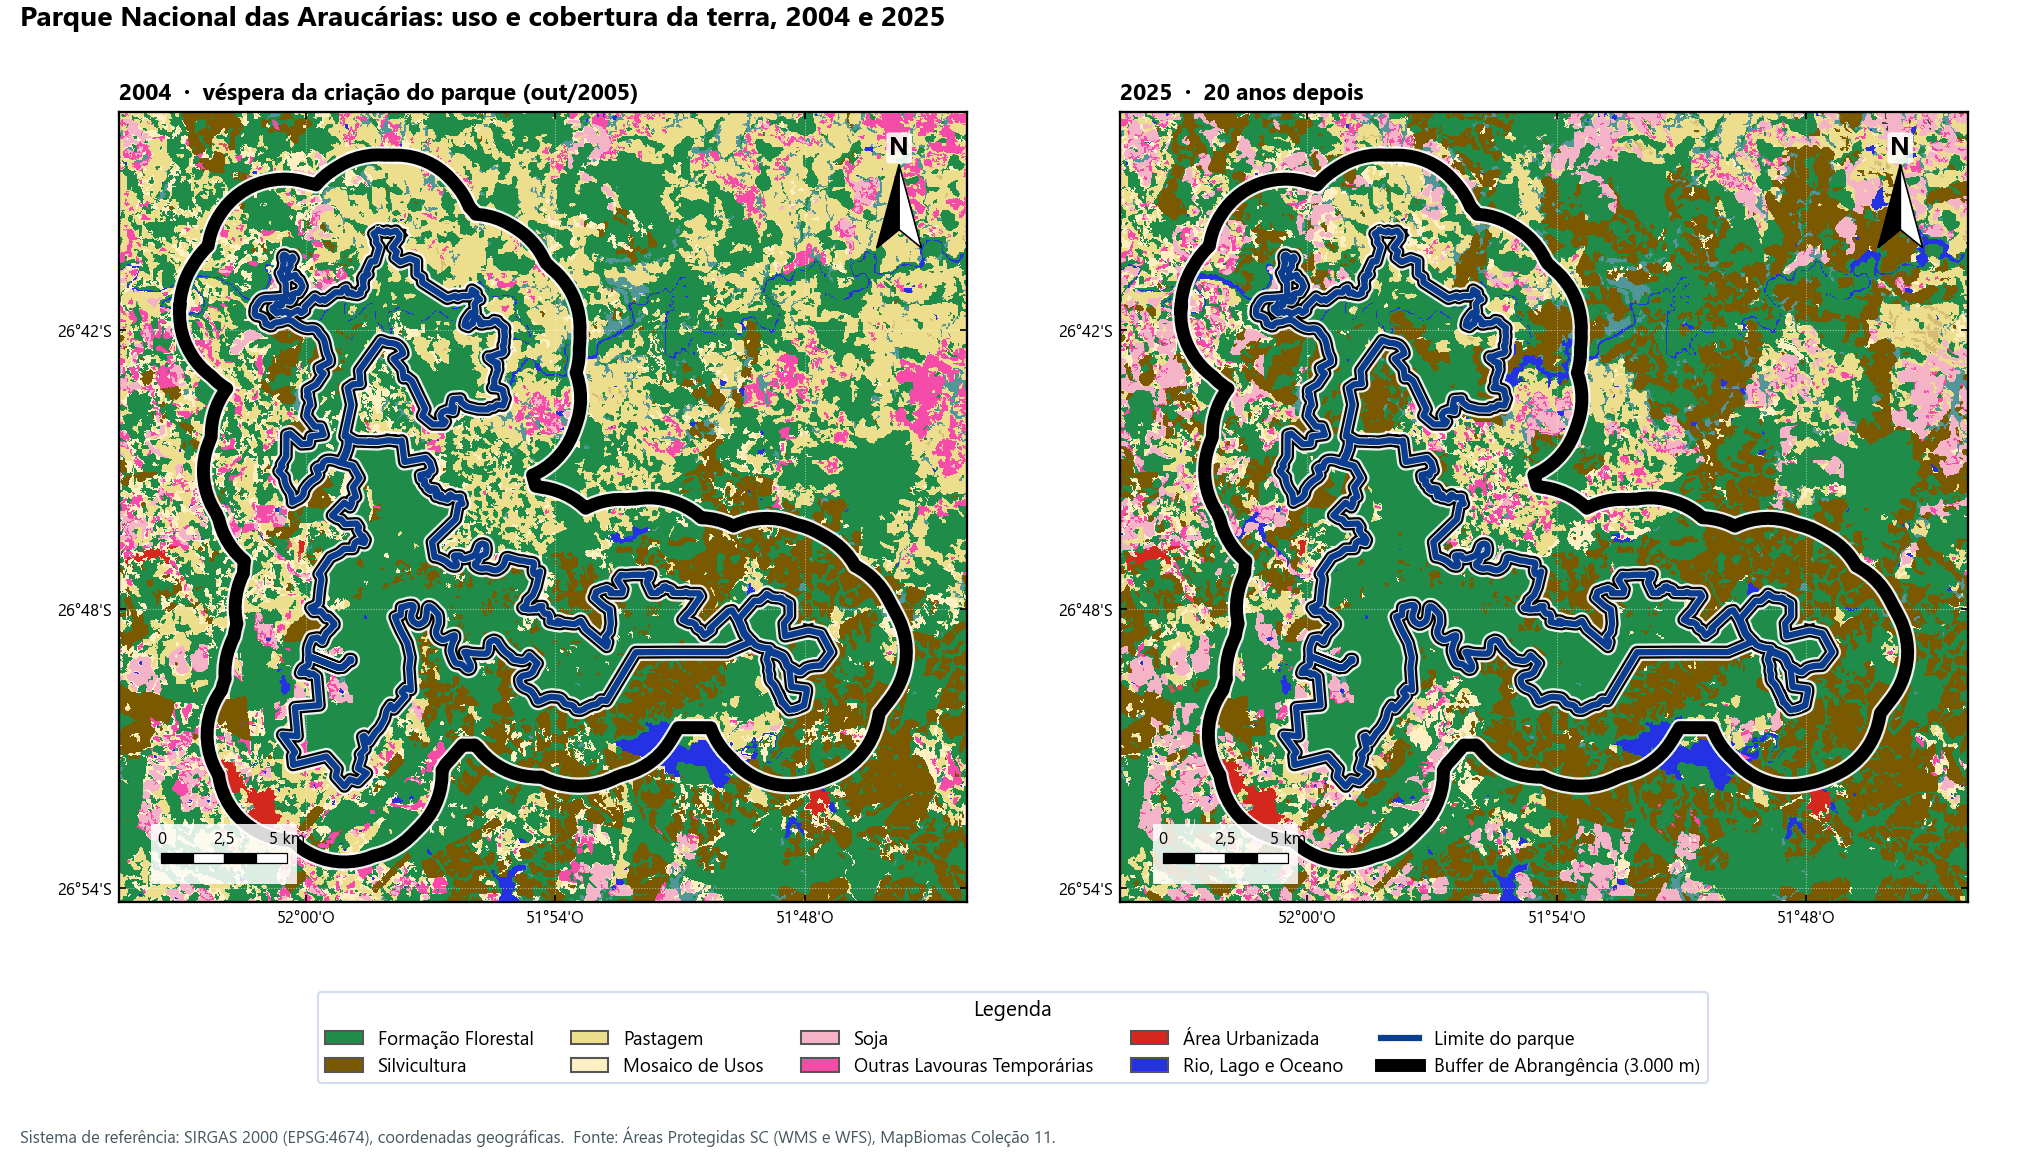 Parque Nacional das Araucárias: uso e cobertura da terra, 2004 e 2025
2004 · véspera da criação do parque (out/2005)
2025 · 20 anos depois
N
N
26°42'S
26°48'S
26°54'S
26°42'S
26°48'S
26°54'S
0 2,5 5 km
0 2,5 5 km
52°00'O 51°54'O 51°48'O
52°00'O 51°54'O 51°48'O
Legenda
Formação Florestal Pastagem Soja Área Urbanizada Limite do parque
Silvicultura Mosaico de Usos Outras Lavouras Temporárias Rio, Lago e Oceano Buffer de Abrangência (3.000 m)
Sistema de referência: SIRGAS 2000 (EPSG:4674), coordenadas geográficas. Fonte: Áreas Protegidas SC (WMS e WFS), MapBiomas Coleção 11.